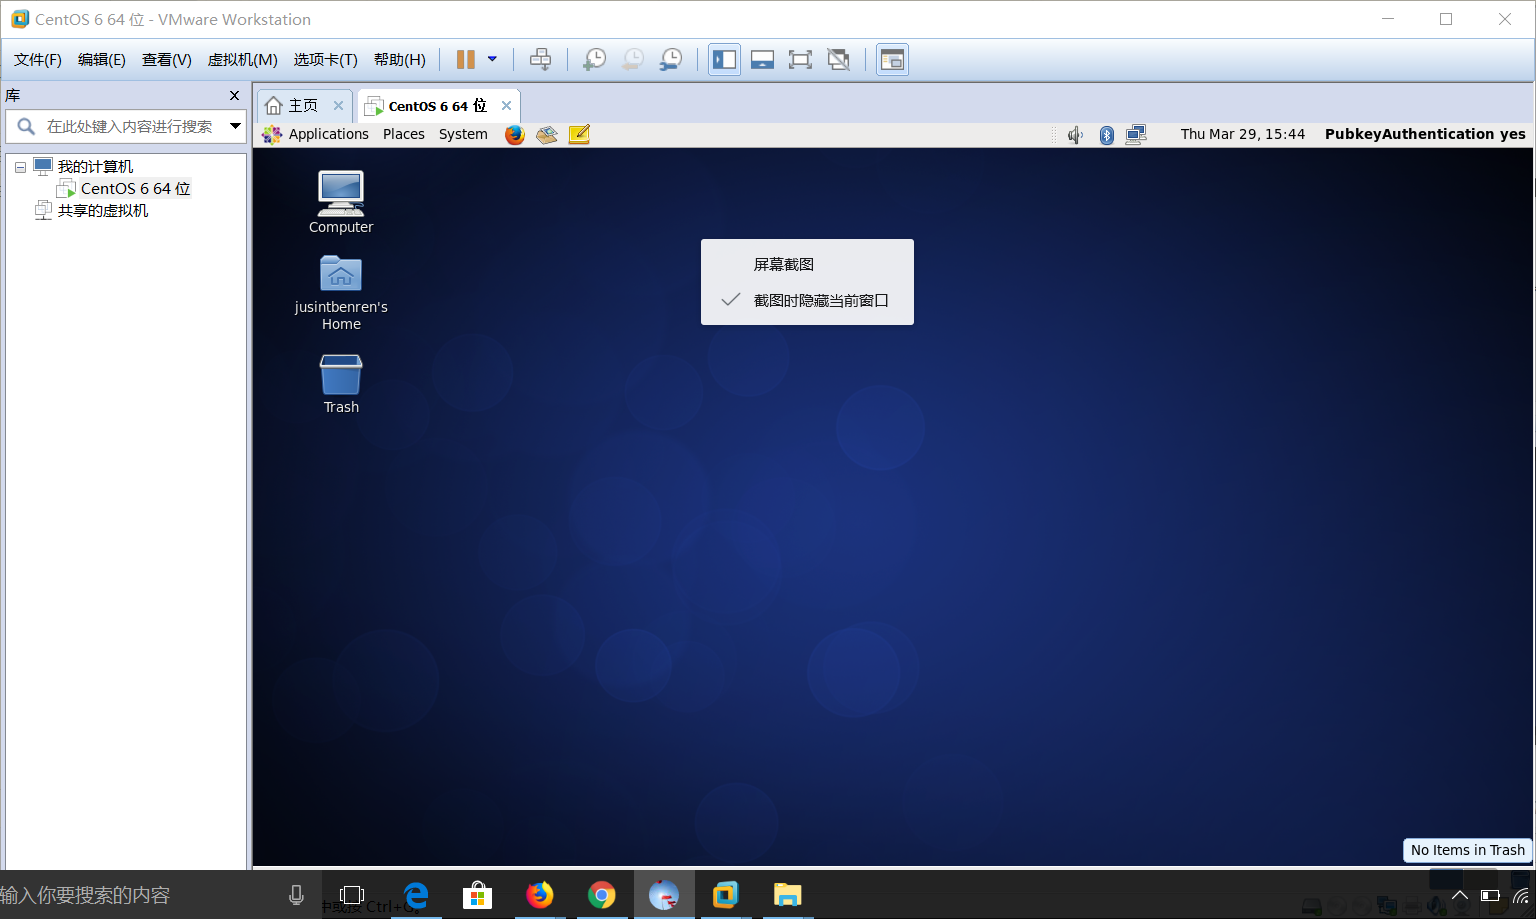 CentOS 6 64 位 - VMware Workstation
文件(F) 编辑(E) 查看(V) 虚拟机(M) 选项卡(T) 帮助(H)
库
在此处键入内容进行搜索
我的计算机
CentOS 6 64 位
共享的虚拟机
主页
CentOS 6 64 位
Applications Places System
Thu Mar 29, 15:44 PubkeyAuthentication yes
Computer
jusintbenren's
Home
Trash
屏幕截图
截图时隐藏当前窗口
No Items in Trash
输入你要搜索的内容
中或按 Ctrl+G。